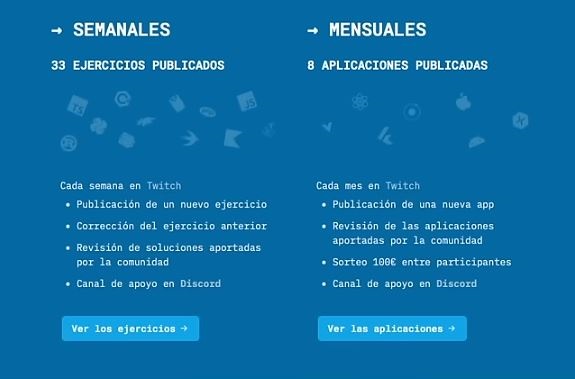 → SEMANALES
33 EJERCICIOS PUBLICADOS
TS
JS
Cada semana en Twitch
• Publicación de un nuevo ejercicio
• Corrección del ejercicio anterior
• Revisión de soluciones aportadas
por la comunidad
• Canal de apoyo en Discord
Ver los ejercicios →
→ MENSUALES
8 APLICACIONES PUBLICADAS
Cada mes en Twitch
• Publicación de una nueva app
• Revisión de las aplicaciones
aportadas por la comunidad
• Sorteo 100€ entre participantes
• Canal de apoyo en Discord
Ver las aplicaciones →